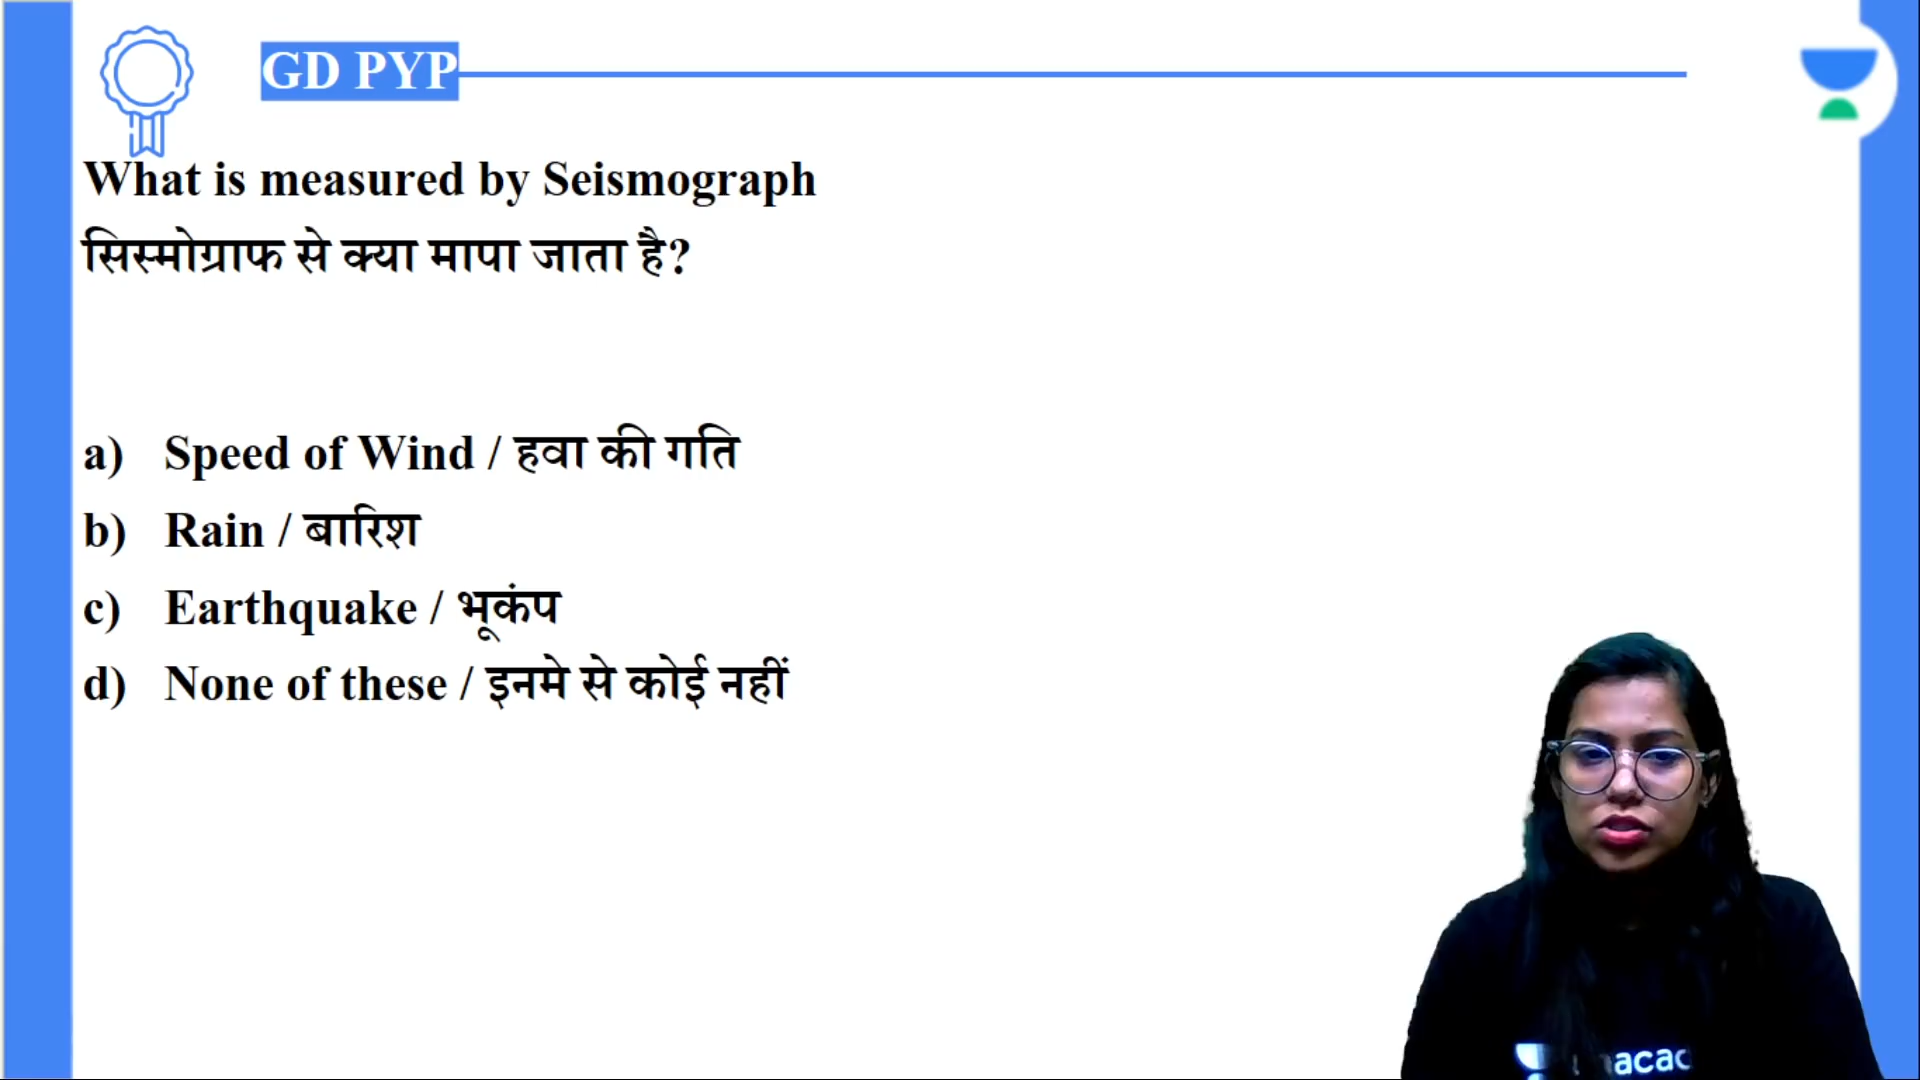 GD PYP
What is measured by Seismograph
सिस्मोग्राफ से क्या मापा जाता है?
a) Speed of Wind / हवा की गति
b) Rain / बारिश
c) Earthquake / भूकंप
d) None of these / इनमे से कोई नहीं